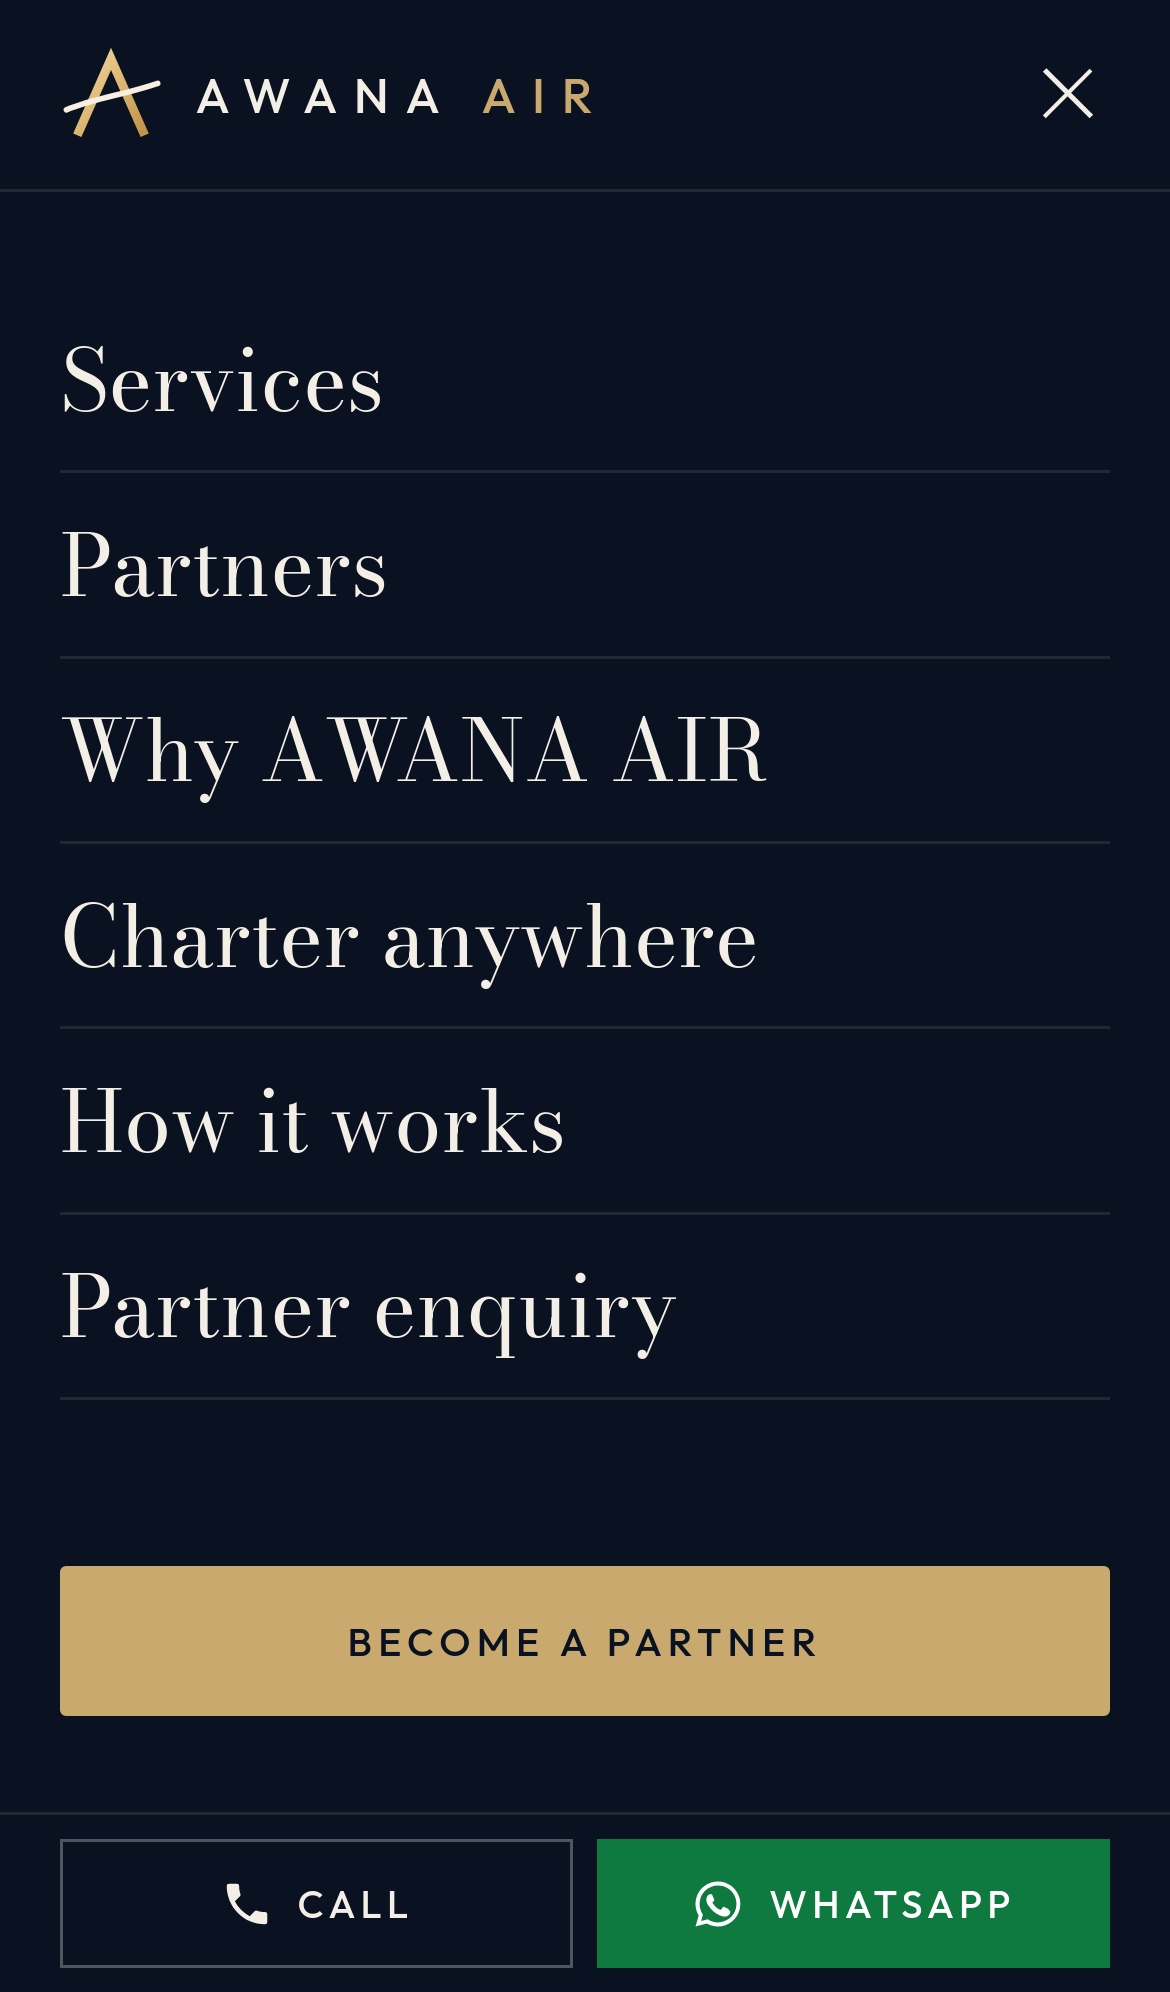 AWANA AIR
Services
Partners
Why AWANA AIR
Charter anywhere
How it works
Partner enquiry
BECOME A PARTNER
CALL
WHATSAPP